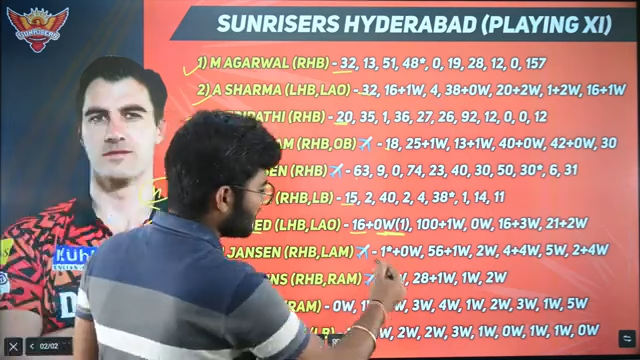 SUNRISERS HYDERABAD (PLAYING XI)
1) M AGARWAL (RHB) - 32, 13, 51, 48*, 0, 19, 28, 12, 0, 157
2) A SHARMA (LHB,LAO) - 32, 16+1W, 4, 38+0W, 20+2W, 1+2W, 16+1W
(RHB) - 20, 35, 1, 36, 27, 26, 92, 12, 0, 0, 12
(RHB,OB) - 18, 25+1W, 13+1W, 40+0W, 42+0W, 30
(RHB) - 63, 9, 0, 74, 23, 40, 30, 50, 30*, 6, 31
(RHB,LB) - 15, 2, 40, 2, 4, 38*, 1, 14, 11
(LHB,LAO) - 16+0W(1), 100+1W, 0W, 16+3W, 21+2W
JANSEN (RHB,LAM) - 1*+0W, 56+1W, 2W, 4+4W, 5W, 2+4W
(RHB,RAM) 28+1W, 1W, 2W
0W, 3W, 4W, 1W, 2W, 3W, 1W, 5W
2W, 2W, 3W, 1W, 0W, 1W, 1W, 0W
SUNRISERS
02/02